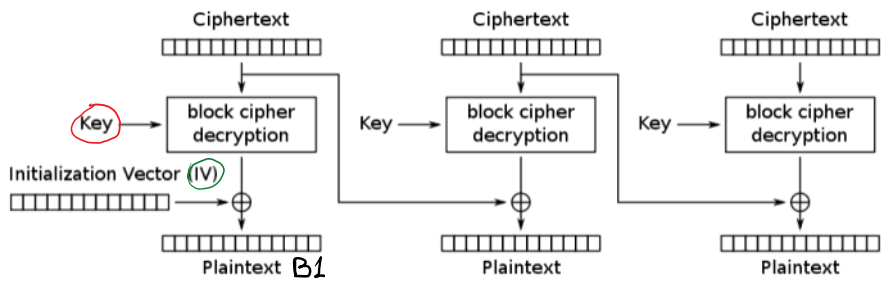 Ciphertext
Ciphertext
Ciphertext
Key
block cipher
decryption
Key
block cipher
decryption
Key
block cipher
decryption
Initialization Vector (IV)
Plaintext B1
Plaintext
Plaintext